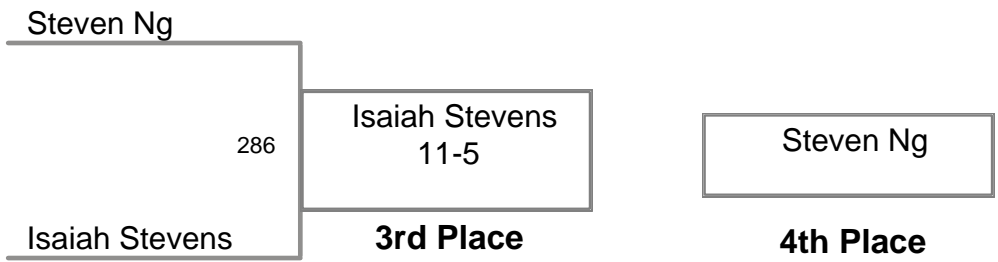 Steven Ng
286
Isaiah Stevens
Isaiah Stevens
11-5
3rd Place
Steven Ng
4th Place